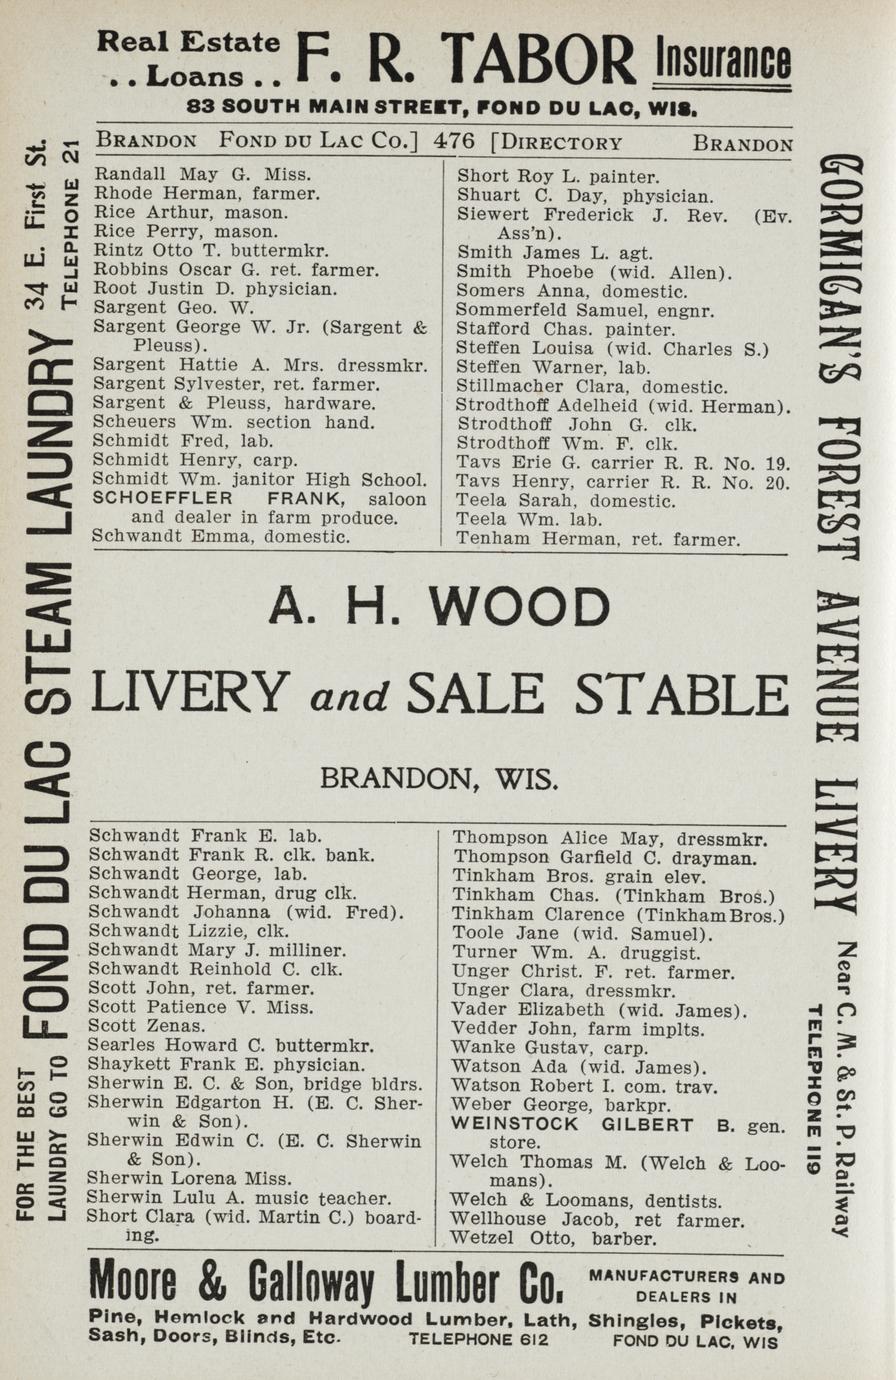 Real Estate
. . Loans . .
F. R. TABOR Insurance
83 SOUTH MAIN STREET, FOND DU LAC, WIS.
BRANDON FOND DU LAC CO.] 476 [DIRECTORY BRANDON
Randall May G. Miss.
Rhode Herman, farmer.
Rice Arthur, mason.
Rice Perry, mason.
Rintz Otto T. buttermkr.
Robbins Oscar G. ret. farmer.
Root Justin D. physician.
Sargent Geo. W.
Sargent George W. Jr. (Sargent &
Pleuss).
Sargent Hattie A. Mrs. dressmkr.
Sargent Sylvester, ret. farmer.
Sargent & Pleuss, hardware.
Scheuers Wm. section hand.
Schmidt Fred, lab.
Schmidt Henry, carp.
Schmidt Wm. janitor High School.
SCHOEFFLER FRANK, saloon
and dealer in farm produce.
Schwandt Emma, domestic.
Short Roy L. painter.
Shuart C. Day, physician.
Siewert Frederick J. Rev. (Ev.
Ass'n).
Smith James L. agt.
Smith Phoebe (wid. Allen).
Somers Anna, domestic.
Sommerfeld Samuel, engnr.
Stafford Chas. painter.
Steffen Louisa (wid. Charles S.)
Steffen Warner, lab.
Stillmacher Clara, domestic.
Strodthoff Adelheid (wid. Herman).
Strodthoff John G. clk.
Strodthoff Wm. F. clk.
Tavs Erie G. carrier R. R. No. 19.
Tavs Henry, carrier R. R. No. 20.
Teela Sarah, domestic.
Teela Wm. lab.
Tenham Herman, ret. farmer.
A. H. WOOD
LIVERY and SALE STABLE
BRANDON, WIS.
Schwandt Frank E. lab.
Schwandt Frank R. clk. bank.
Schwandt George, lab.
Schwandt Herman, drug clk.
Schwandt Johanna (wid. Fred).
Schwandt Lizzie, clk.
Schwandt Mary J. milliner.
Schwandt Reinhold C. clk.
Scott John, ret. farmer.
Scott Patience V. Miss.
Scott Zenas.
Searles Howard C. buttermkr.
Shaykett Frank E. physician.
Sherwin E. C. & Son, bridge bldrs.
Sherwin Edgarton H. (E. C. Sher-
win & Son).
Sherwin Edwin C. (E. C. Sherwin
& Son).
Sherwin Lorena Miss.
Sherwin Lulu A. music teacher.
Short Clara (wid. Martin C.) board-
ing.
Thompson Alice May, dressmkr.
Thompson Garfield C. drayman.
Tinkham Bros. grain elev.
Tinkham Chas. (Tinkham Bros.)
Tinkham Clarence (Tinkham Bros.)
Toole Jane (wid. Samuel).
Turner Wm. A. druggist.
Unger Christ. F. ret. farmer.
Unger Clara, dressmkr.
Vader Elizabeth (wid. James).
Vedder John, farm implts.
Wanke Gustav, carp.
Watson Ada (wid. James).
Watson Robert I. com. trav.
Weber George, barkpr.
WEINSTOCK GILBERT B. gen.
store.
Welch Thomas M. (Welch & Loo-
mans).
Welch & Loomans, dentists.
Wellhouse Jacob, ret farmer.
Wetzel Otto, barber.
Moore & Galloway Lumber Co. MANUFACTURERS AND
DEALERS IN
Pine, Hemlock and Hardwood Lumber, Lath, Shingles, Pickets,
Sash, Doors, Blinds, Etc. TELEPHONE 612 FOND DU LAC, WIS
FOR THE BEST
LAUNDRY GO TO
FOND DU LAC STEAM LAUNDRY
34 E. First St.
TELEPHONE 21
GORMICAN'S FOREST AVENUE LIVERY
Near C. M. & St. P. Railway
TELEPHONE 119